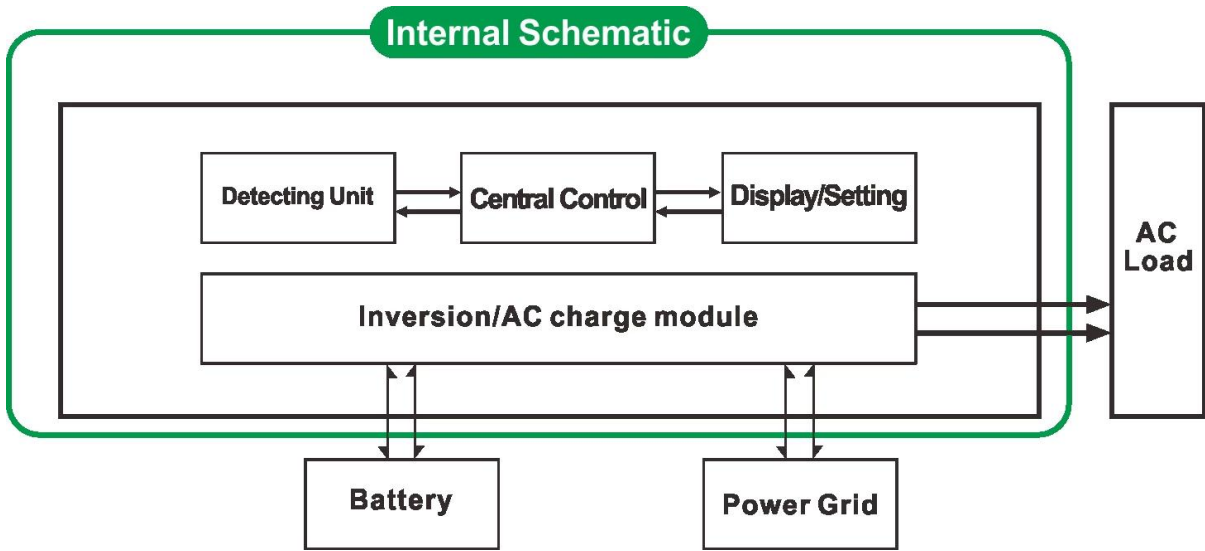 Internal Schematic
Detecting Unit
Central Control
Display/Setting
AC
Load
Inversion/AC charge module
Battery
Power Grid